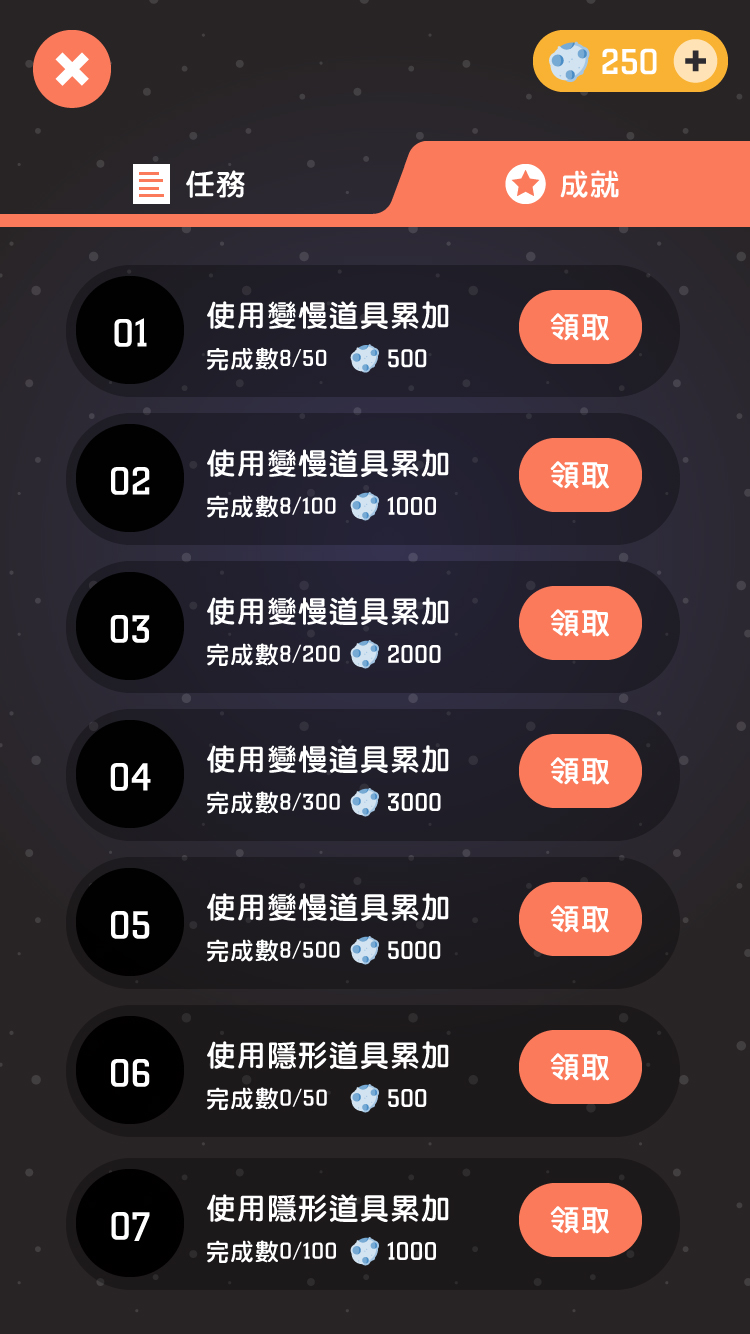 250
任務
成就
01
使用變慢道具累加
完成數8/50 500
領取
02
使用變慢道具累加
完成數8/100 1000
領取
03
使用變慢道具累加
完成數8/200 2000
領取
04
使用變慢道具累加
完成數8/300 3000
領取
05
使用變慢道具累加
完成數8/500 5000
領取
06
使用隱形道具累加
完成數0/50 500
領取
07
使用隱形道具累加
完成數0/100 1000
領取